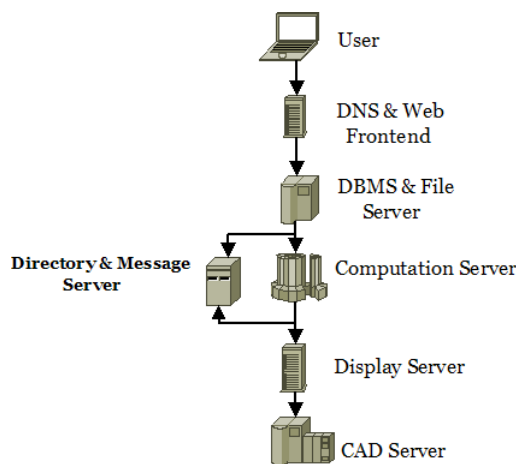 User
DNS & Web
Frontend
DBMS & File
Server
Directory & Message
Server
Computation Server
Display Server
CAD Server